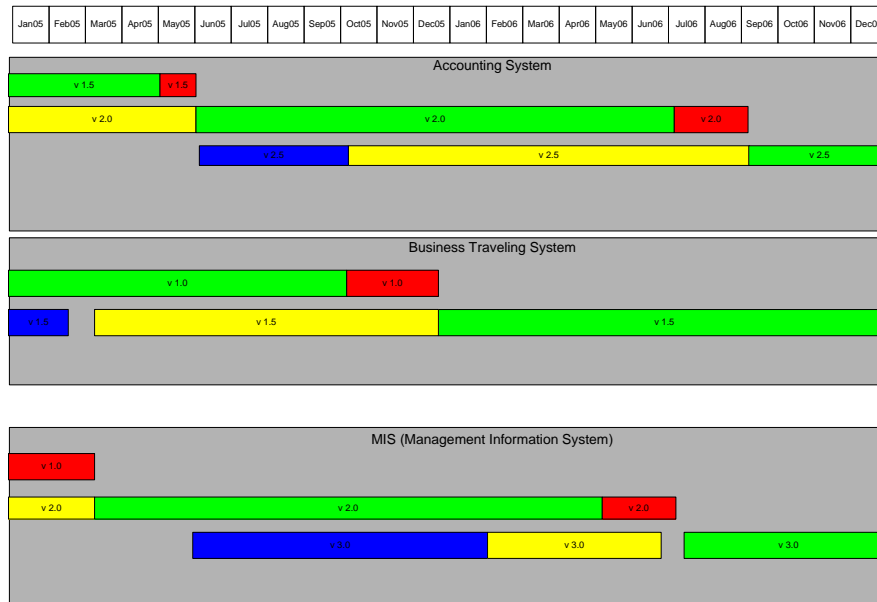 Jan05 Feb05 Mar05 Apr05 May05 Jun05 Jul05 Aug05 Sep05 Oct05 Nov05 Dec05 Jan06 Feb06 Mar06 Apr06 May06 Jun06 Jul06 Aug06 Sep06 Oct06 Nov06 Dec0
Accounting System
v 1.5 v 1.5
v 2.0 v 2.0 v 2.0
v 2.5 v 2.5 v 2.5
Business Traveling System
v 1.0 v 1.0
v 1.5 v 1.5 v 1.5
MIS (Management Information System)
v 1.0
v 2.0 v 2.0 v 2.0
v 3.0 v 3.0 v 3.0